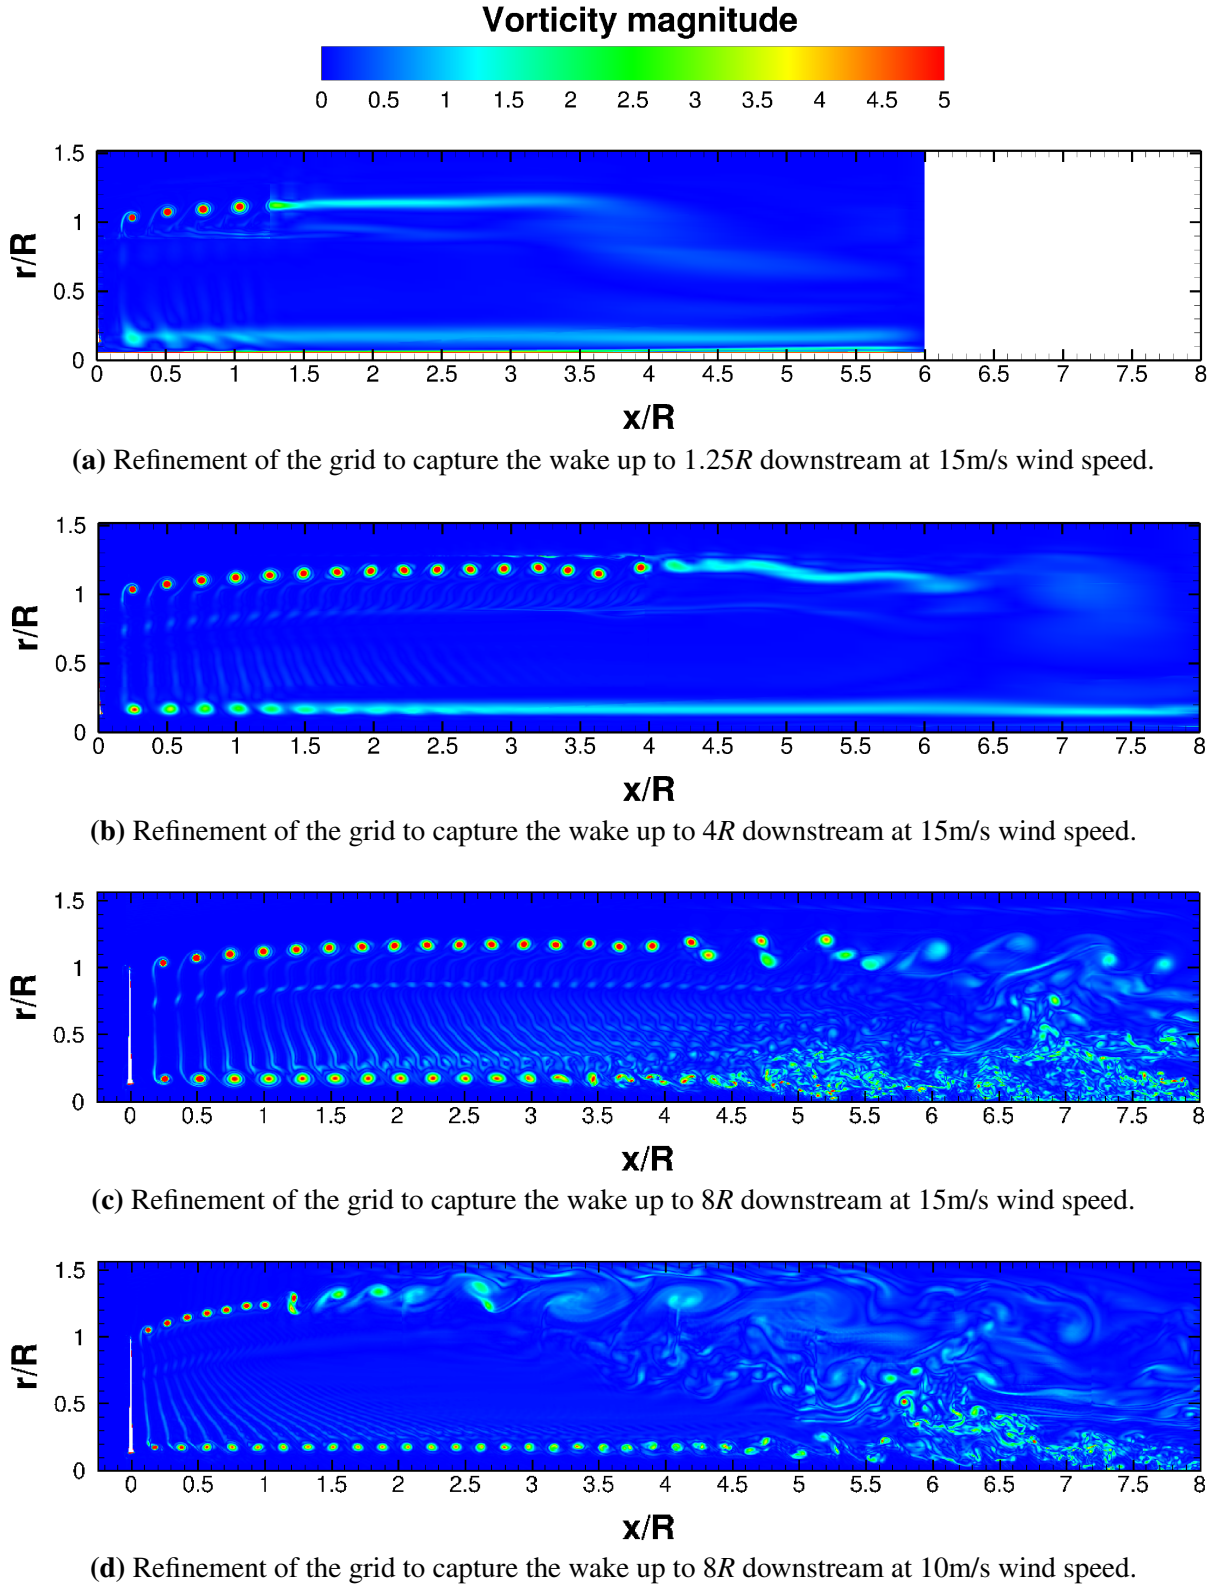 Vorticity magnitude
0 0.5 1 1.5 2 2.5 3 3.5 4 4.5 5
1.5
1
0.5
0
r/R
0 0.5 1 1.5 2 2.5 3 3.5 4 4.5 5 5.5 6 6.5 7 7.5 8
x/R
(a) Refinement of the grid to capture the wake up to 1.25R downstream at 15m/s wind speed.
1.5
1
0.5
0
r/R
0 0.5 1 1.5 2 2.5 3 3.5 4 4.5 5 5.5 6 6.5 7 7.5 8
x/R
(b) Refinement of the grid to capture the wake up to 4R downstream at 15m/s wind speed.
1.5
1
0.5
0
r/R
0 0.5 1 1.5 2 2.5 3 3.5 4 4.5 5 5.5 6 6.5 7 7.5 8
x/R
(c) Refinement of the grid to capture the wake up to 8R downstream at 15m/s wind speed.
1.5
1
0.5
0
r/R
0 0.5 1 1.5 2 2.5 3 3.5 4 4.5 5 5.5 6 6.5 7 7.5 8
x/R
(d) Refinement of the grid to capture the wake up to 8R downstream at 10m/s wind speed.